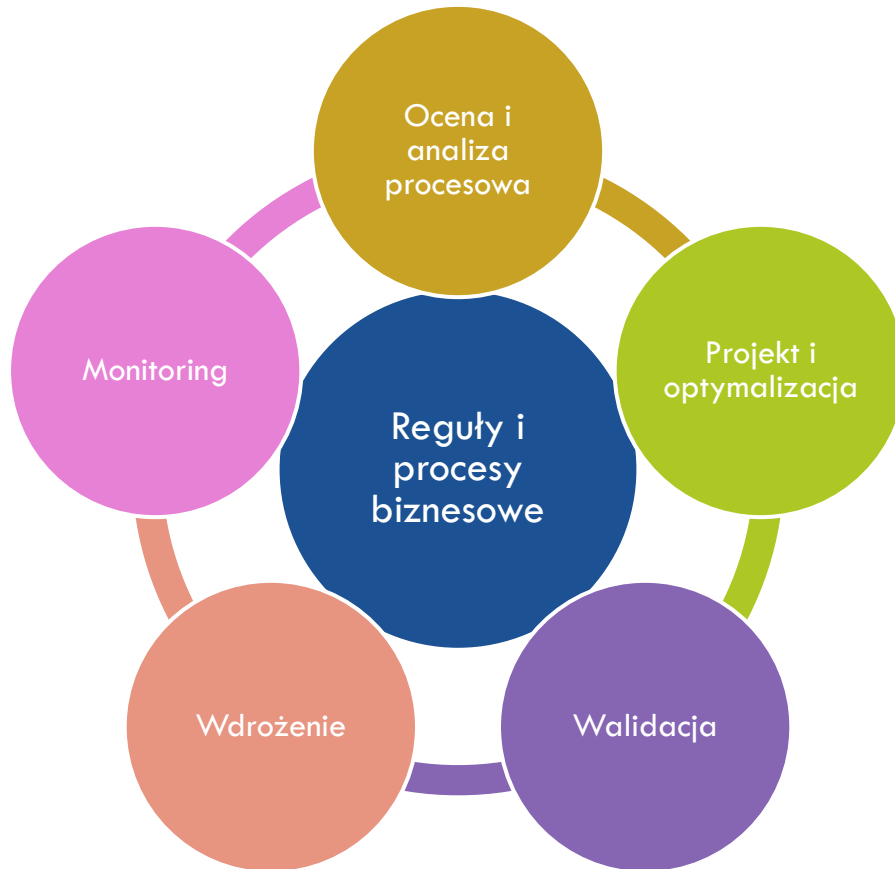 Ocena i
analiza
procesowa
Projekt i
optymalizacja
Monitoring
Reguły i
procesy
biznesowe
Wdrożenie
Walidacja